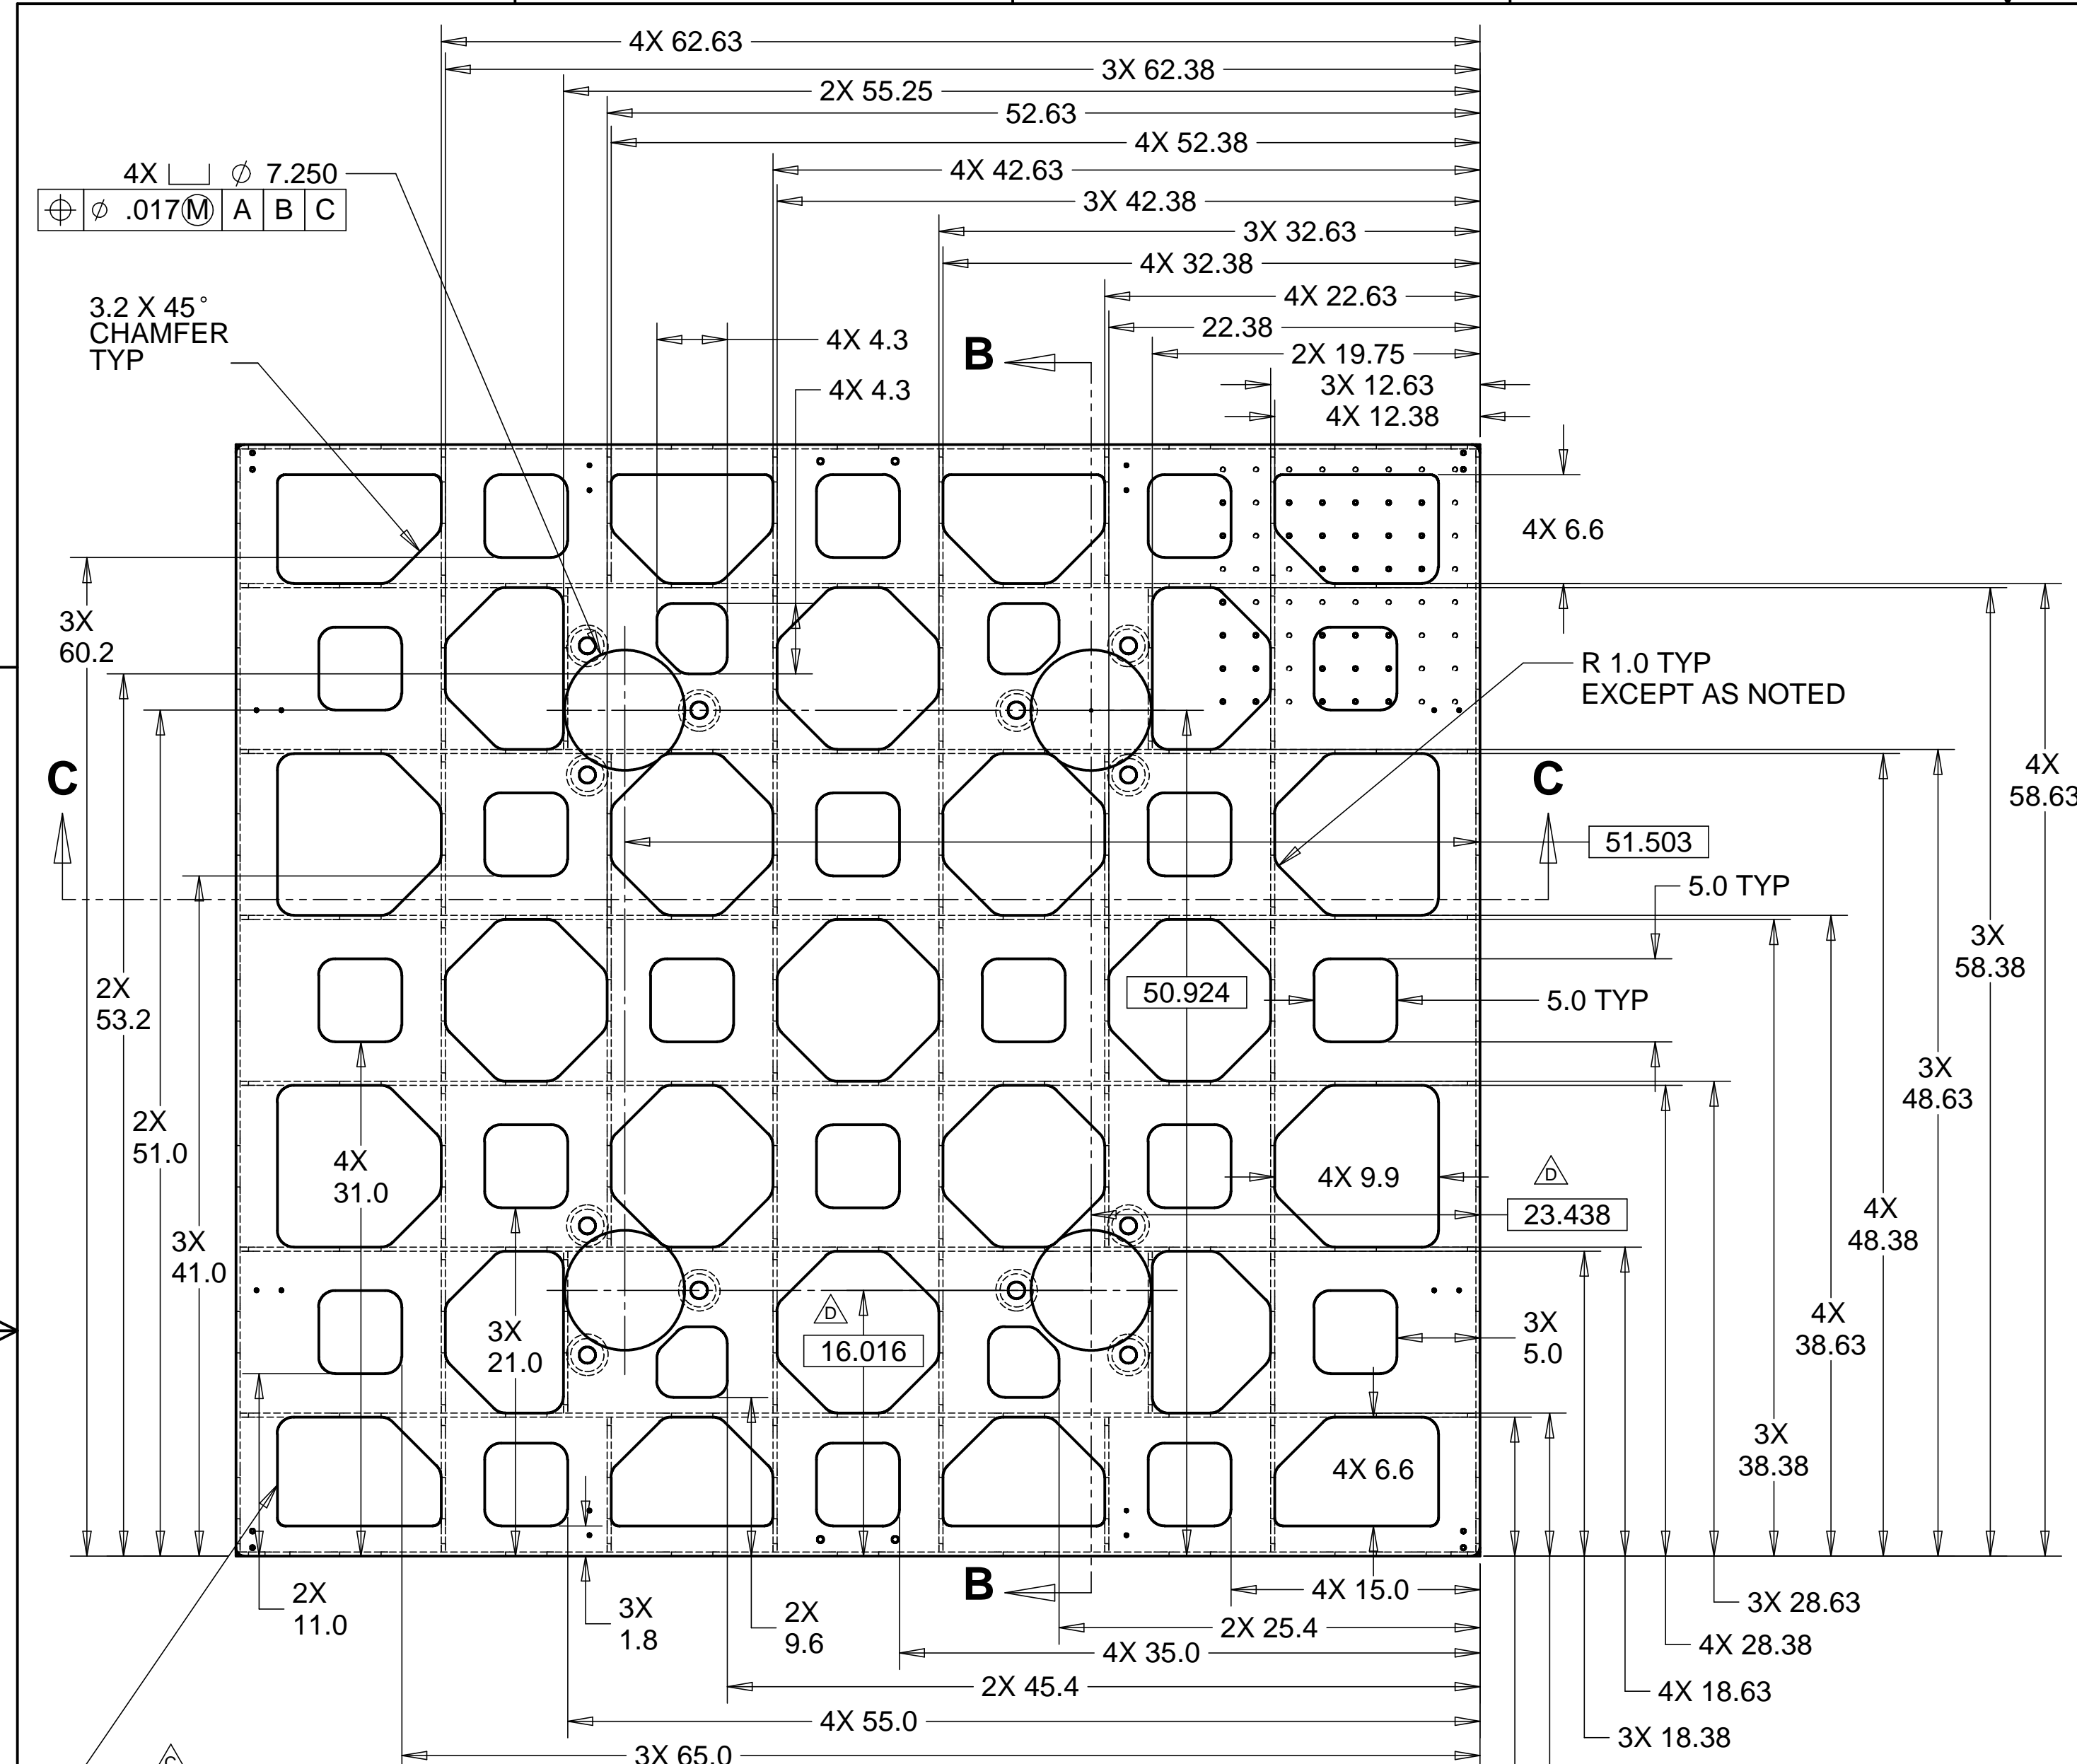 4X 62.63
3X 62.38
2X 55.25
52.63
4X 52.38
4X 42.63
3X 42.38
3X 32.63
4X 32.38
4X 22.63
22.38
2X 19.75
3X 12.63
4X 12.38
4X ⌴ ⌀ 7.250
⌖ ⌀ .017Ⓜ A B C
3.2 X 45°
CHAMFER
TYP
4X 4.3
4X 4.3
B
4X 6.6
3X
60.2
R 1.0 TYP
EXCEPT AS NOTED
C
C
4X
58.63
51.503
5.0 TYP
3X
58.38
2X
53.2
50.924
5.0 TYP
3X
48.63
2X
51.0
4X
31.0
4X 9.9
D
23.438
4X
48.38
3X
41.0
D
16.016
3X
21.0
3X
5.0
4X
38.63
3X
38.38
4X 6.6
B
2X
11.0
3X
1.8
2X
9.6
4X 15.0
3X 28.63
2X 25.4
4X 28.38
4X 35.0
2X 45.4
4X 18.63
4X 55.0
3X 18.38
3X 65.0
C